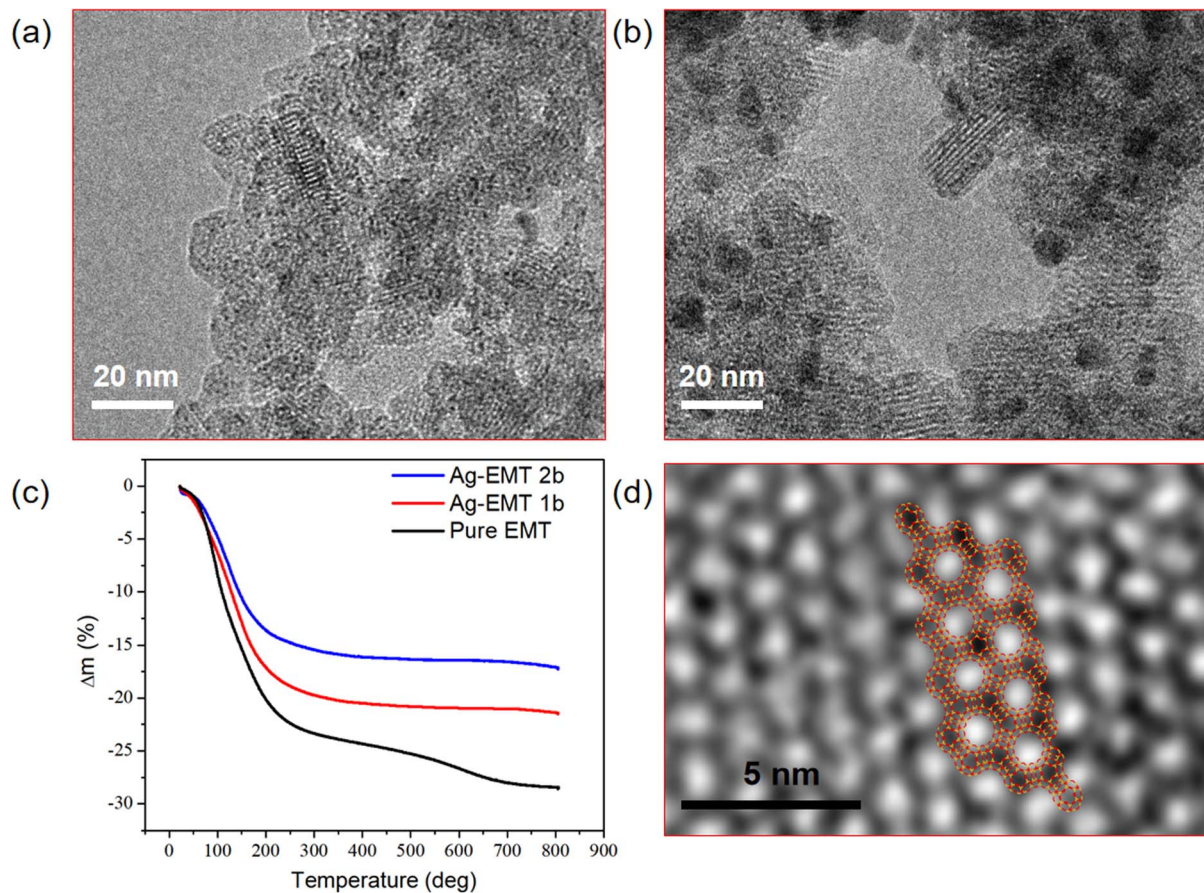 (a)
20 nm
(b)
20 nm
(c)
Δm (%)
0
-5
-10
-15
-20
-25
-30
Ag-EMT 2b
Ag-EMT 1b
Pure EMT
0 100 200 300 400 500 600 700 800 900
Temperature (deg)
(d)
5 nm